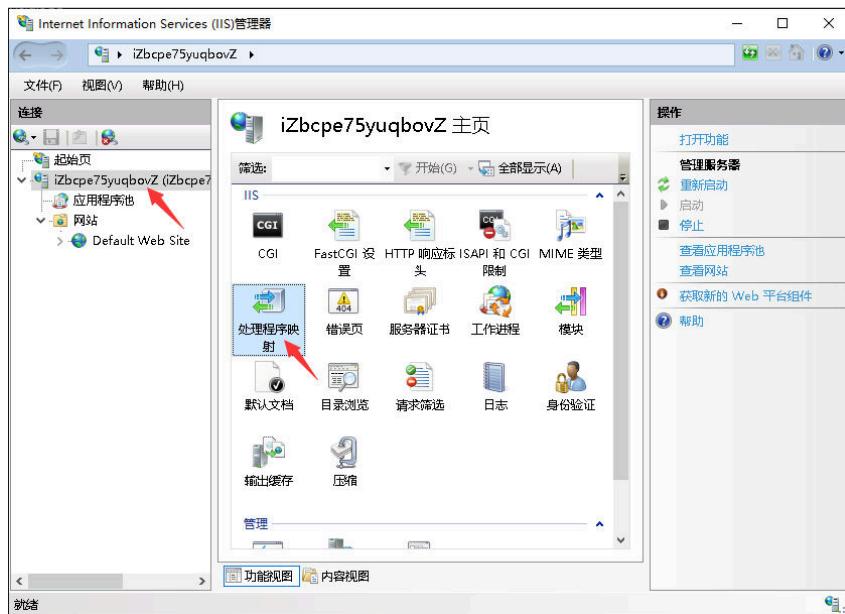 Internet Information Services (IIS)管理器
iZbcpe75yuqbovZ
文件(F) 视图(V) 帮助(H)
连接
起始页
iZbcpe75yuqbovZ (iZbcpe7
应用程序池
网站
Default Web Site
iZbcpe75yuqbovZ 主页
筛选: 开始(G) 全部显示(A)
IIS
CGI
CGI
FastCGI 设置
HTTP 响应标头
ISAPI 和 CGI 限制
MIME 类型
处理程序映射
404
错误页
服务器证书
工作进程
模块
默认文档
目录浏览
请求筛选
日志
身份验证
输出缓存
压缩
管理
功能视图
内容视图
操作
打开功能
管理服务器
重新启动
启动
停止
查看应用程序池
查看网站
获取新的 Web 平台组件
帮助
就绪